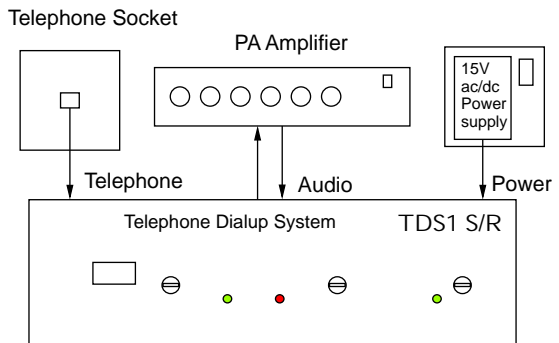 Telephone Socket
PA Amplifier
15V
ac/dc
Power
supply
Telephone
Audio
Power
Telephone Dialup System
TDS1 S/R